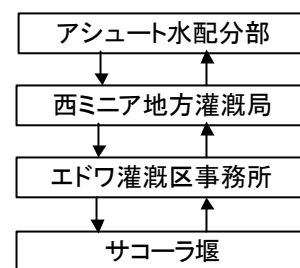 アシュート水配分部
西ミニア地方灌漑局
エドワ灌漑区事務所
サコーラ堰